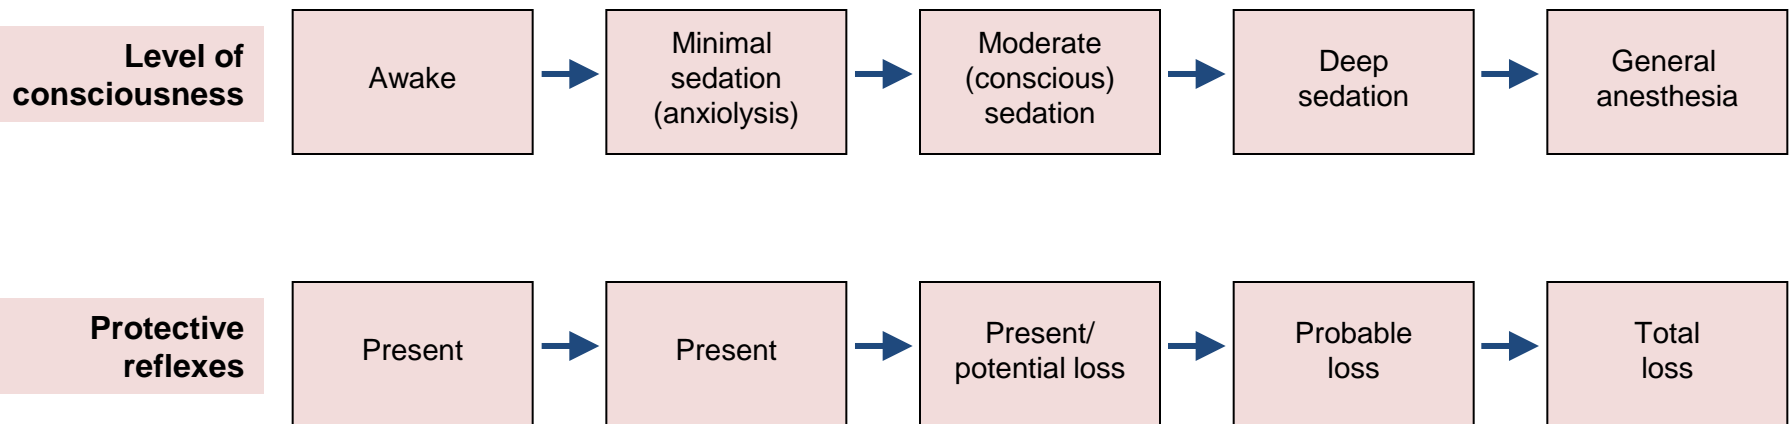 Level of
consciousness
Awake
Minimal
sedation
(anxiolysis)
Moderate
(conscious)
sedation
Deep
sedation
General
anesthesia
Protective
reflexes
Present
Present
Present/
potential loss
Probable
loss
Total
loss